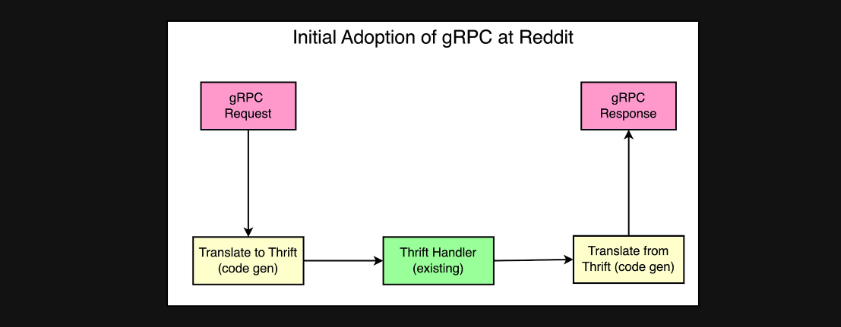 Initial Adoption of gRPC at Reddit
gRPC
Request
gRPC
Response
Translate to Thrift
(code gen)
Thrift Handler
(existing)
Translate from
Thrift (code gen)